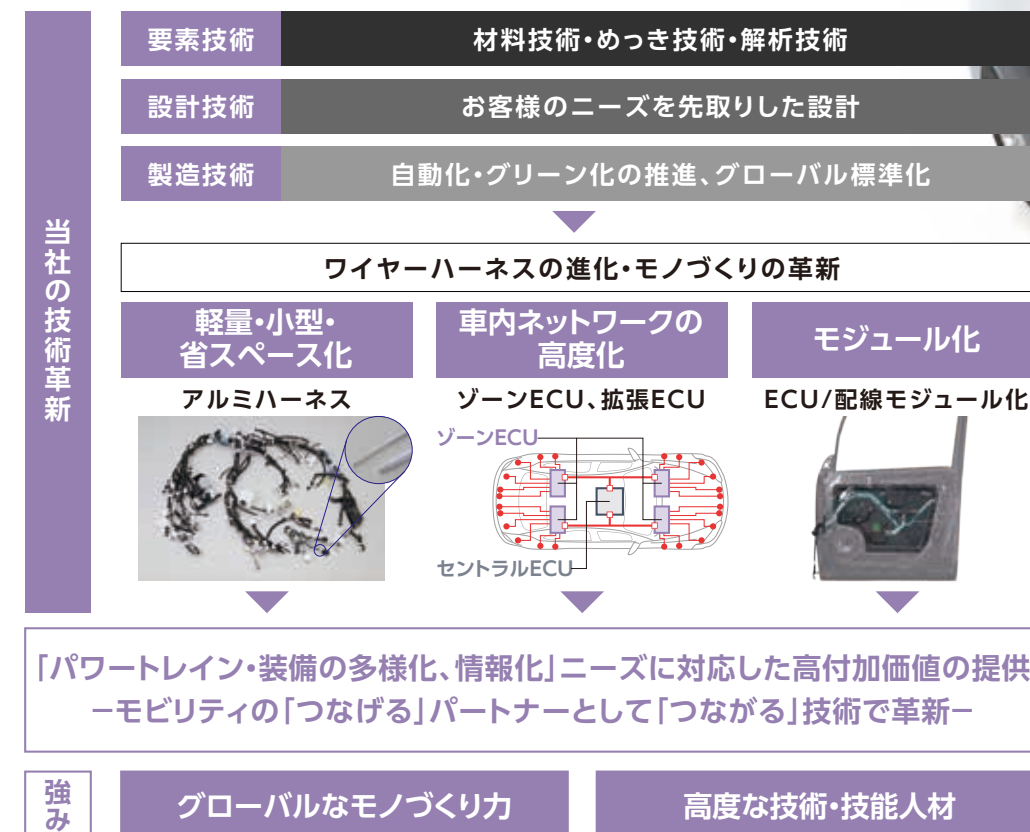 当社の技術革新
要素技術
材料技術・めっき技術・解析技術
設計技術
お客様のニーズを先取りした設計
製造技術
自動化・グリーン化の推進、グローバル標準化
ワイヤーハーネスの進化・モノづくりの革新
軽量・小型・
省スペース化
アルミハーネス
車内ネットワークの
高度化
ゾーンECU、拡張ECU
ゾーンECU
セントラルECU
モジュール化
ECU/配線モジュール化
「パワートレイン・装備の多様化、情報化」ニーズに対応した高付加価値の提供
−モビリティの「つなげる」パートナーとして「つながる」技術で革新−
強み
グローバルなモノづくり力
高度な技術・技能人材